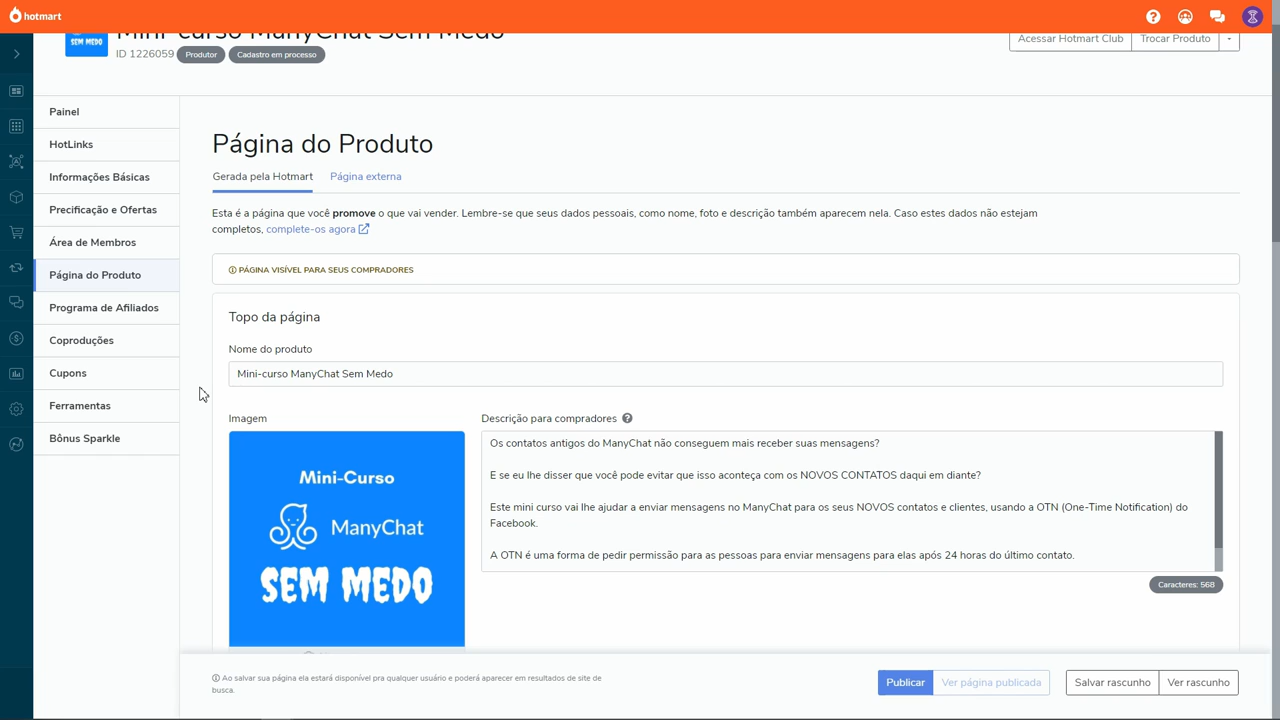 hotmart
Mini-curso ManyChat Sem Medo
SEM MEDO
ID 1226059 Produtor Cadastro em processo
Acessar Hotmart Club Trocar Produto
Painel
HotLinks
Informações Básicas
Precificação e Ofertas
Área de Membros
Página do Produto
Programa de Afiliados
Coproduções
Cupons
Ferramentas
Bônus Sparkle
Página do Produto
Gerada pela Hotmart Página externa
Esta é a página que você promove o que vai vender. Lembre-se que seus dados pessoais, como nome, foto e descrição também aparecem nela. Caso estes dados não estejam
completos, complete-os agora
PÁGINA VISÍVEL PARA SEUS COMPRADORES
Topo da página
Nome do produto
Mini-curso ManyChat Sem Medo
Imagem
Mini-Curso
ManyChat
SEM MEDO
Descrição para compradores
Os contatos antigos do ManyChat não conseguem mais receber suas mensagens?
E se eu lhe disser que você pode evitar que isso aconteça com os NOVOS CONTATOS daqui em diante?
Este mini curso vai lhe ajudar a enviar mensagens no ManyChat para os seus NOVOS contatos e clientes, usando a OTN (One-Time Notification) do
Facebook.
A OTN é uma forma de pedir permissão para as pessoas para enviar mensagens para elas após 24 horas do último contato.
Caracteres: 568
Ao salvar sua página ela estará disponível pra qualquer usuário e poderá aparecer em resultados de site de
busca.
Publicar Ver página publicada Salvar rascunho Ver rascunho